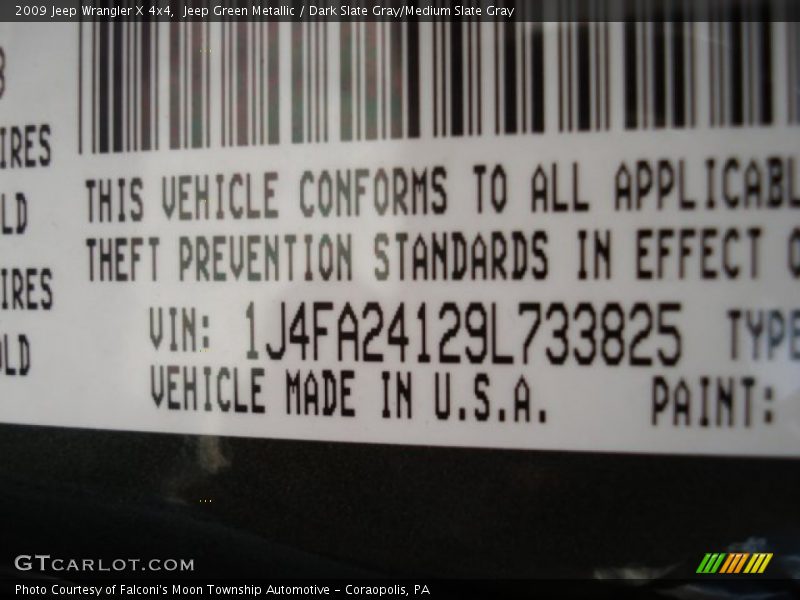 2009 Jeep Wrangler X 4x4, Jeep Green Metallic / Dark Slate Gray/Medium Slate Gray
IRES
THIS VEHICLE CONFORMS TO ALL APPLICABL
LD
THEFT PREVENTION STANDARDS IN EFFECT
IRES
VIN: 1J4FA24129L733825 TYPE
OLD
VEHICLE MADE IN U.S.A. PAINT:
GTCARLOT.COM
Photo Courtesy of Falconi's Moon Township Automotive - Coraopolis, PA